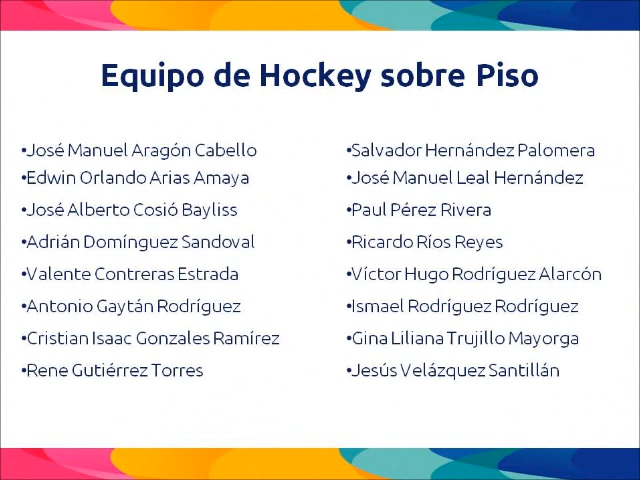 Equipo de Hockey sobre Piso
•José Manuel Aragón Cabello
•Edwin Orlando Arias Amaya
•José Alberto Cosió Bayliss
•Adrián Domínguez Sandoval
•Valente Contreras Estrada
•Antonio Gaytán Rodríguez
•Cristian Isaac Gonzales Ramírez
•Rene Gutiérrez Torres
•Salvador Hernández Palomera
•José Manuel Leal Hernández
•Paul Pérez Rivera
•Ricardo Ríos Reyes
•Víctor Hugo Rodríguez Alarcón
•Ismael Rodríguez Rodríguez
•Gina Liliana Trujillo Mayorga
•Jesús Velázquez Santillán